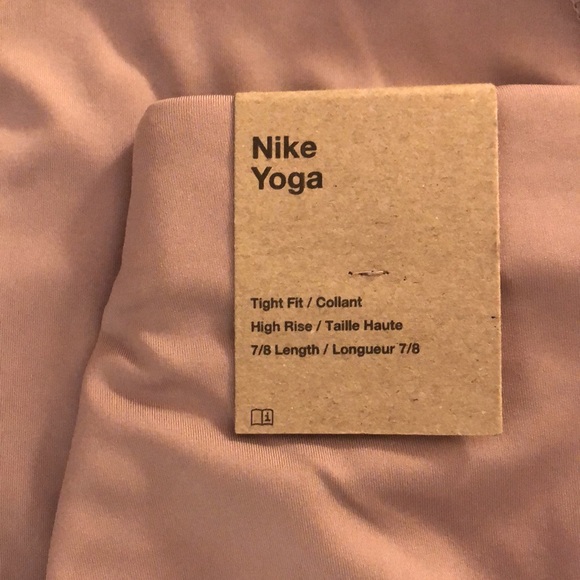 Nike
Yoga
Tight Fit / Collant
High Rise / Taille Haute
7/8 Length / Longueur 7/8
i